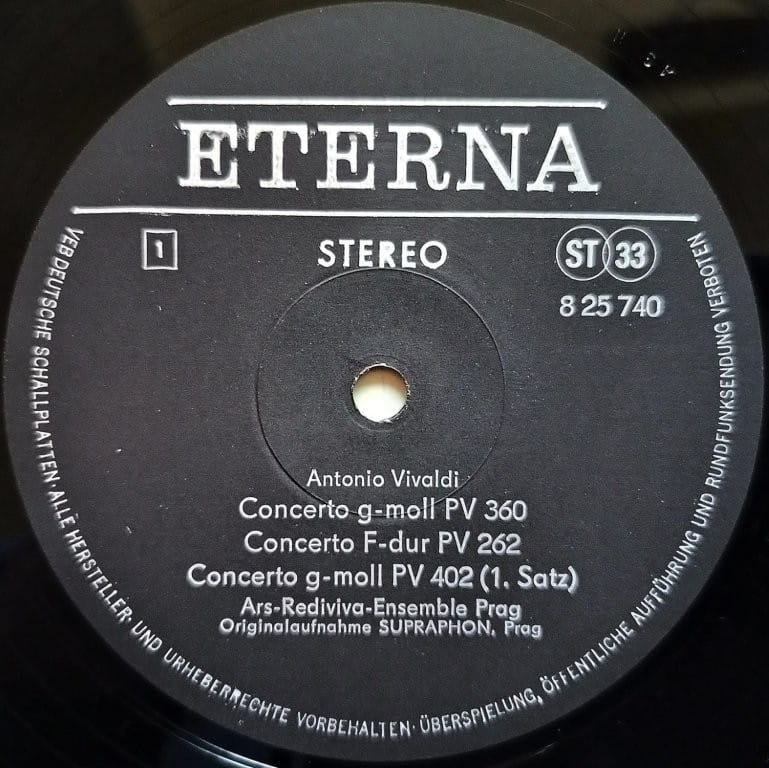 ETERNA
1
STEREO
ST 33
8 25 740
Antonio Vivaldi
Concerto g-moll PV 360
Concerto F-dur PV 262
Concerto g-moll PV 402 (1. Satz)
Ars-Rediviva-Ensemble Prag
Originalaufnahme SUPRAPHON, Prag
VEB DEUTSCHE SCHALLPLATTEN · ALLE HERSTELLER- UND URHEBERRECHTE VORBEHALTEN · ÜBERSPIELUNG, ÖFFENTLICHE AUFFÜHRUNG UND RUNDFUNKSENDUNG VERBOTEN